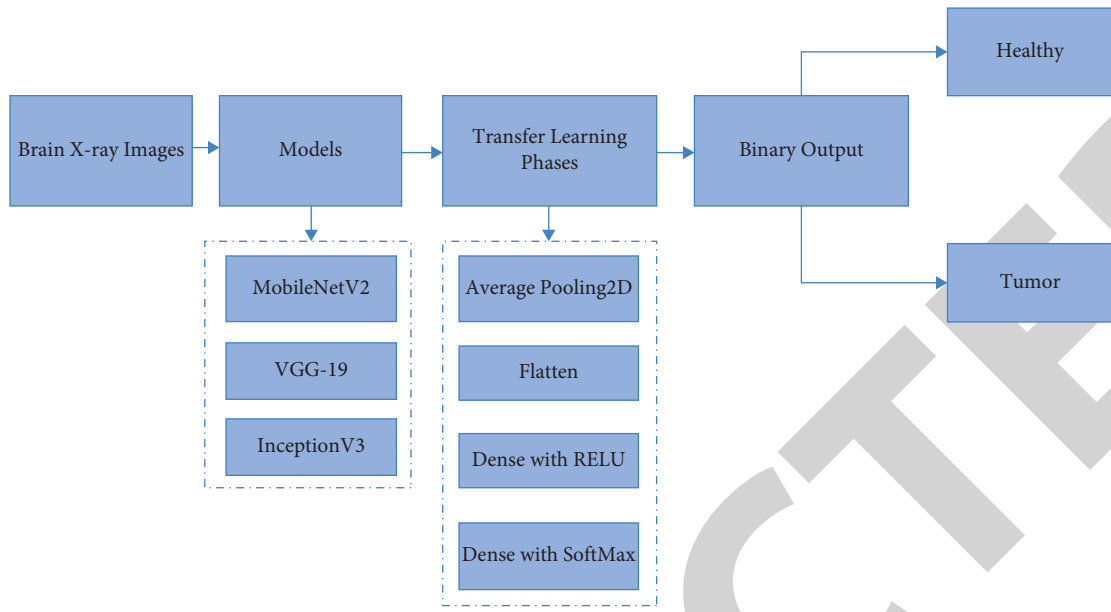 Brain X-ray Images
Models
Transfer Learning
Phases
Binary Output
Healthy
Tumor
MobileNetV2
VGG-19
InceptionV3
Average Pooling2D
Flatten
Dense with RELU
Dense with SoftMax
CTE